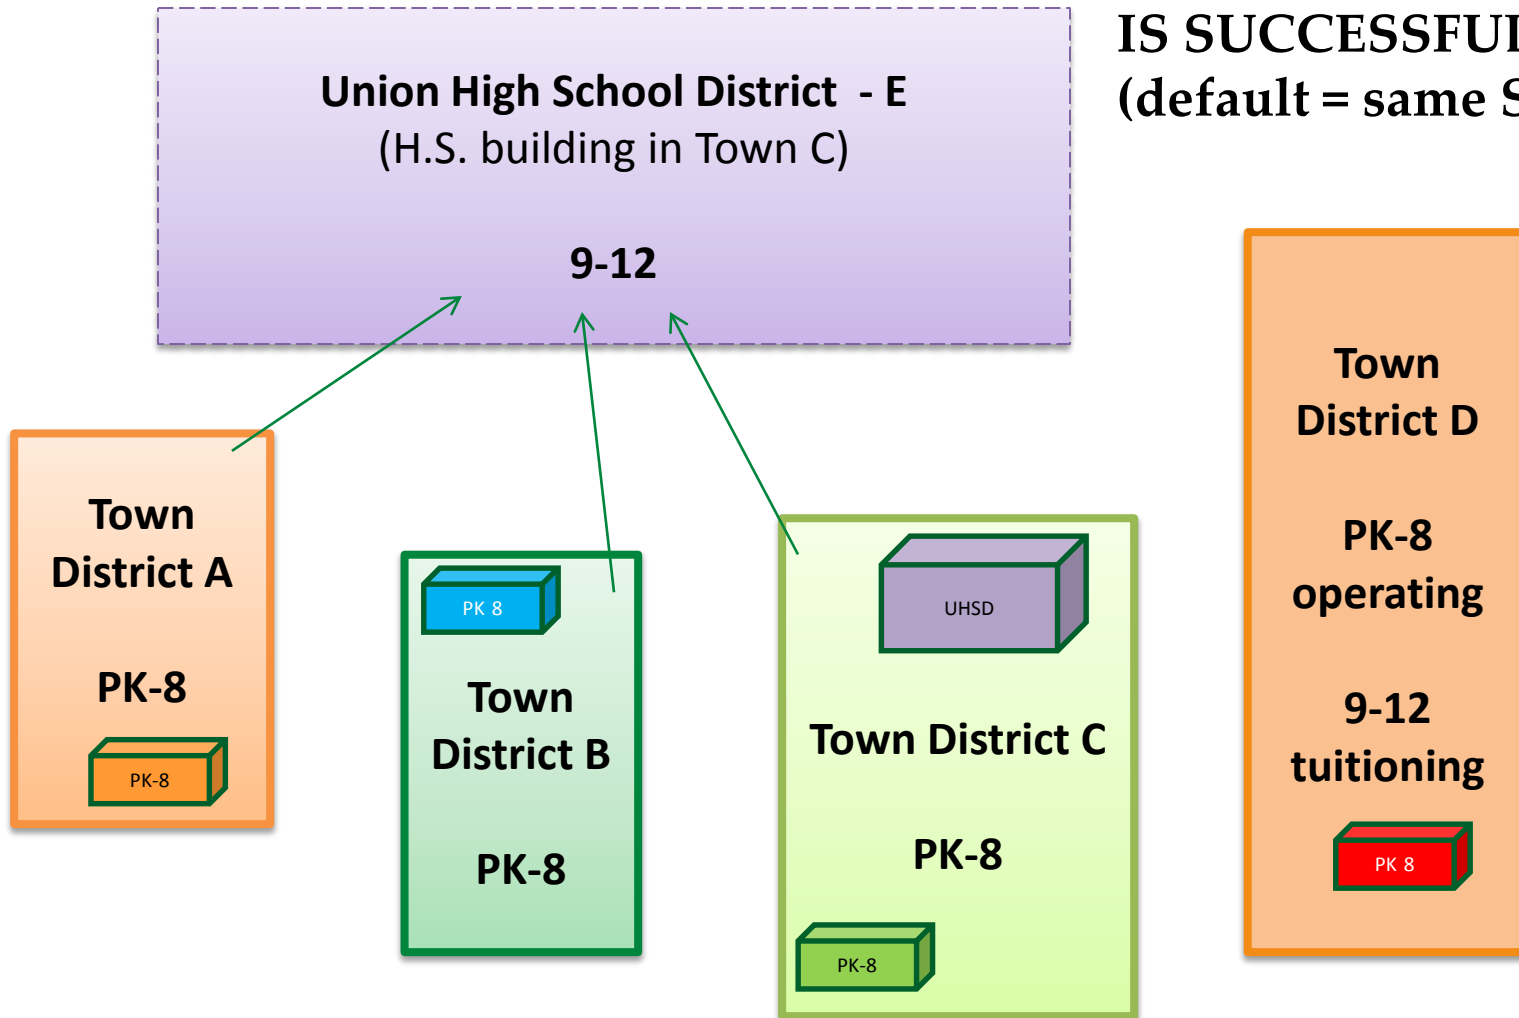 IS SUCCESSFUL
(default = same S
Union High School District - E
(H.S. building in Town C)
9-12
Town
District A
PK-8
PK-8
PK 8
Town
District B
PK-8
UHSD
Town District C
PK-8
PK-8
Town
District D
PK-8
operating
9-12
tuitioning
PK 8